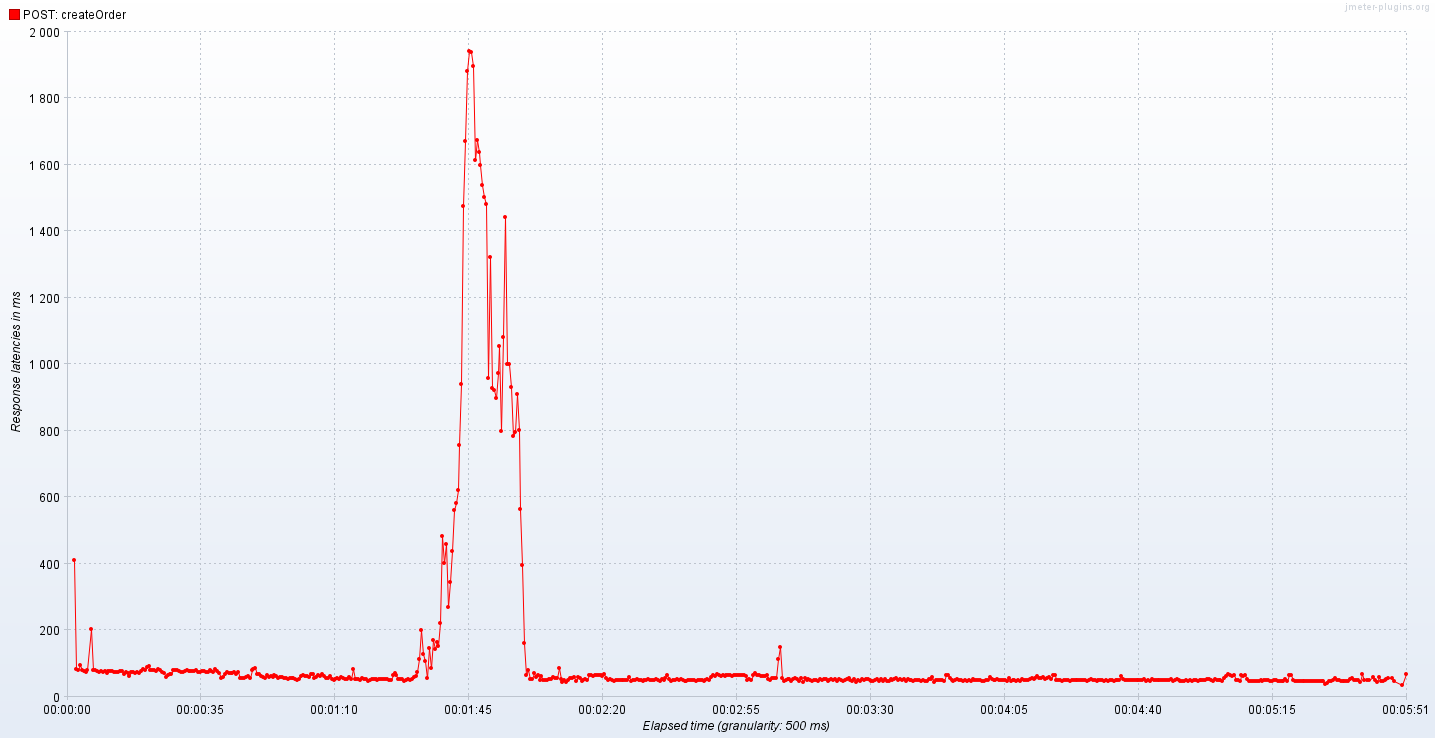 jmeter-plugins.org
POST: createOrder
2 000
1 800
1 600
1 400
1 200
1 000
800
600
400
200
0
Response latencies in ms
00:00:00 00:00:35 00:01:10 00:01:45 00:02:20 00:02:55 00:03:30 00:04:05 00:04:40 00:05:15 00:05:51
Elapsed time (granularity: 500 ms)